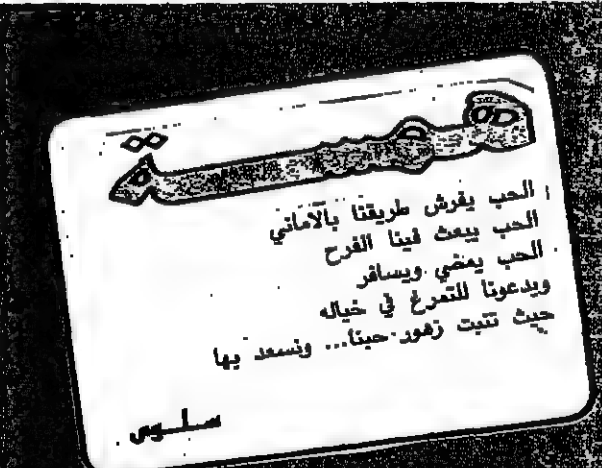 همسة
الحب يفرش طريقنا بالأماني
الحب يبعث فينا الفرح
الحب يمضي ويسافر
ويدعونا للتمرغ في خياله
حيث تنبت زهور حبنا... ونسعد بها
سلوى